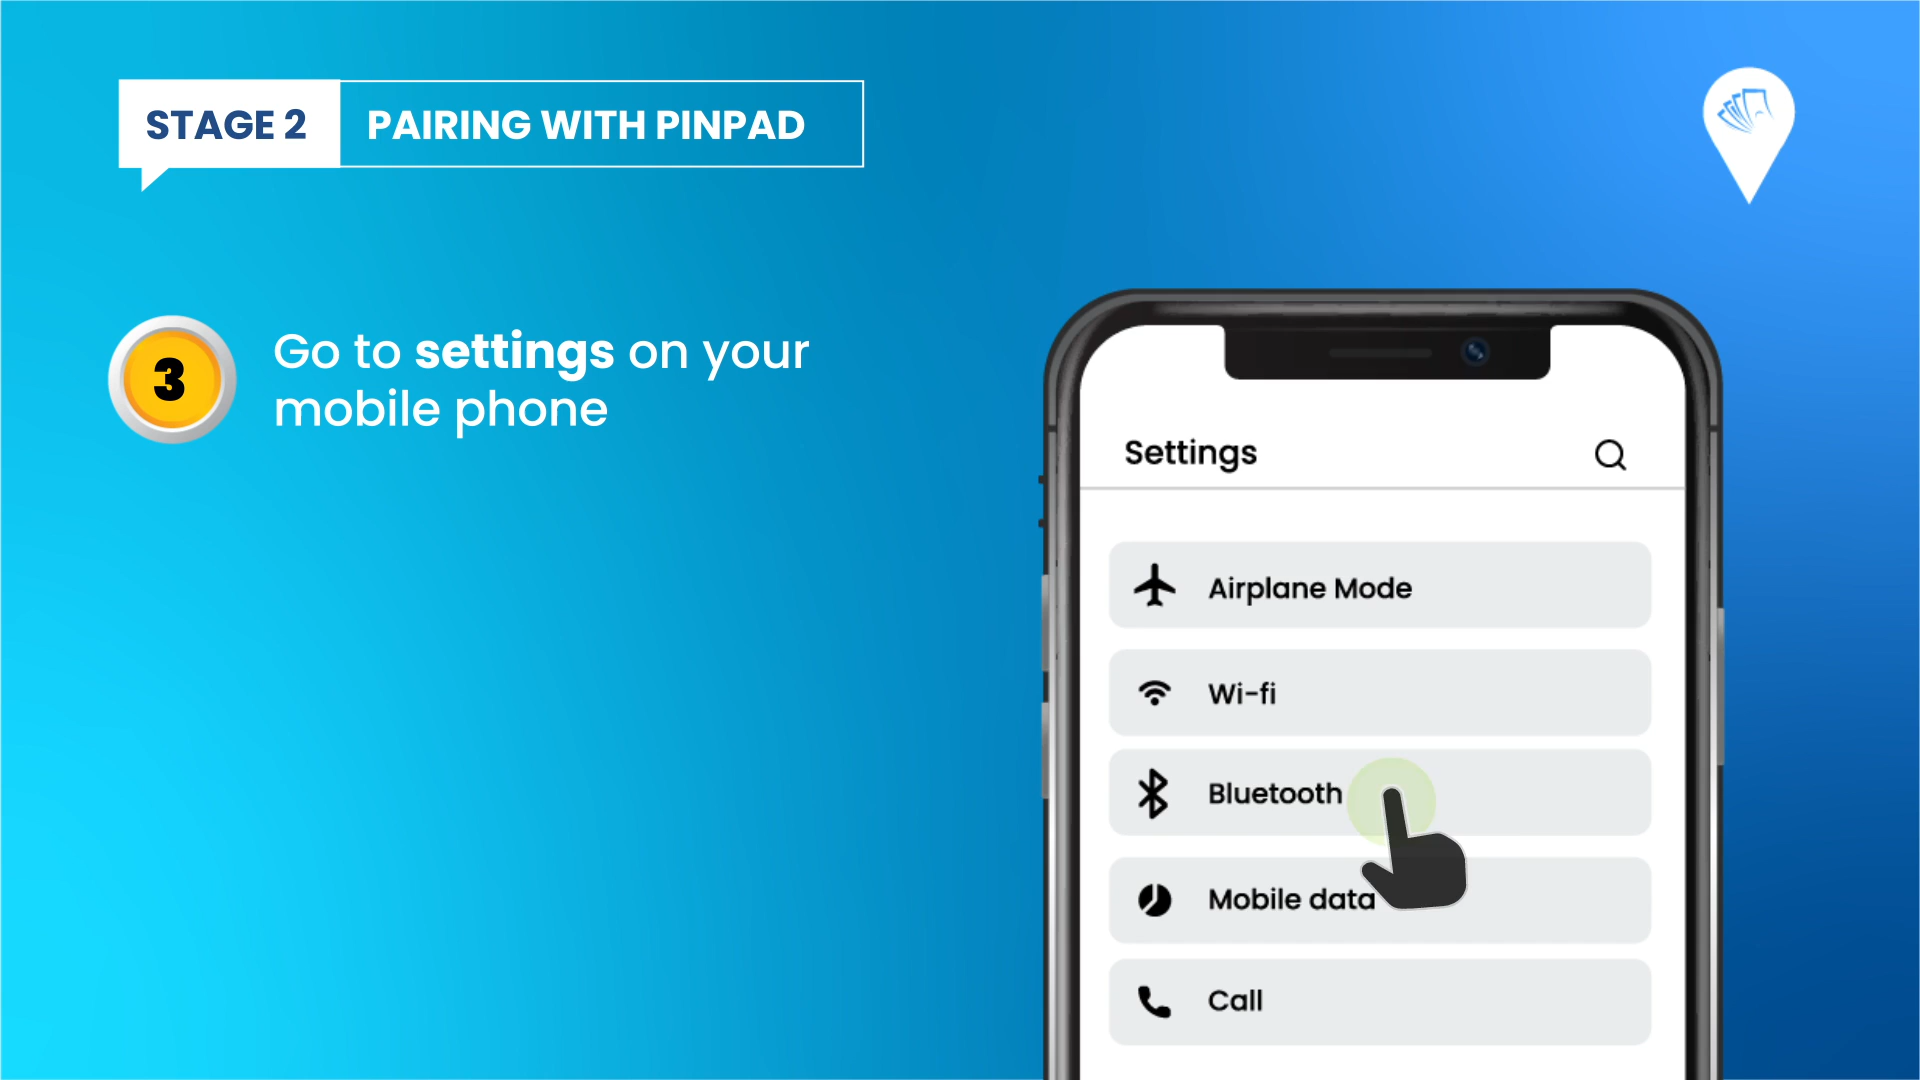 STAGE 2
PAIRING WITH PINPAD
3
Go to settings on your
mobile phone
Settings
Airplane Mode
Wi-fi
Bluetooth
Mobile data
Call